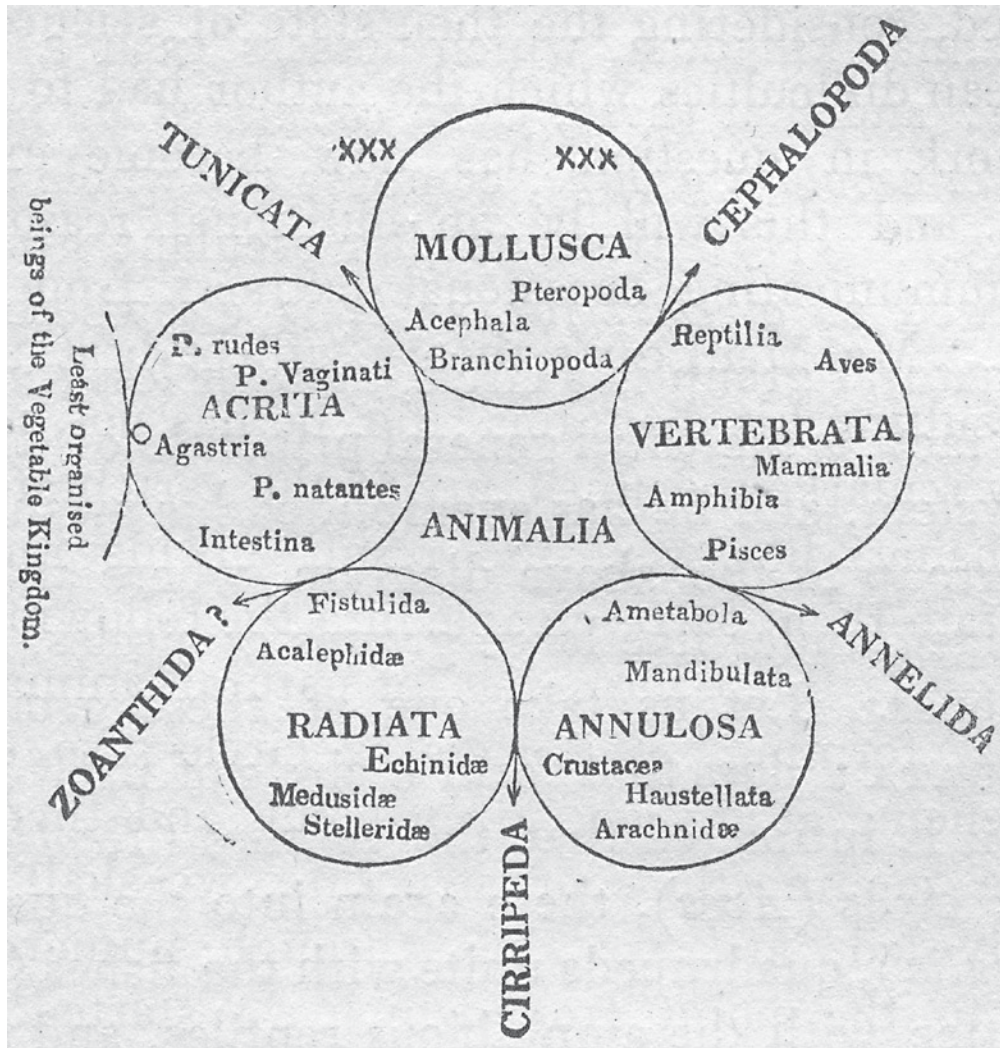 TUNICATA
XXX
XXX
CEPHALOPODA
MOLLUSCA
Pteropoda
Acephala
Branchiopoda
Least organised
beings of the Vegetable Kingdom.
P. rudes
P. Vaginati
ACRITA
Agastria
P. natantes
Intestina
ANIMALIA
Reptilia
Aves
VERTEBRATA
Mammalia
Amphibia
Pisces
ZOANTHIDA ?
Fistulida
Acalephidæ
RADIATA
Echinidæ
Medusidæ
Stelleridæ
Ametabola
Mandibulata
ANNULOSA
Crustacea
Haustellata
Arachnidæ
ANNELIDA
CIRRIPEDA